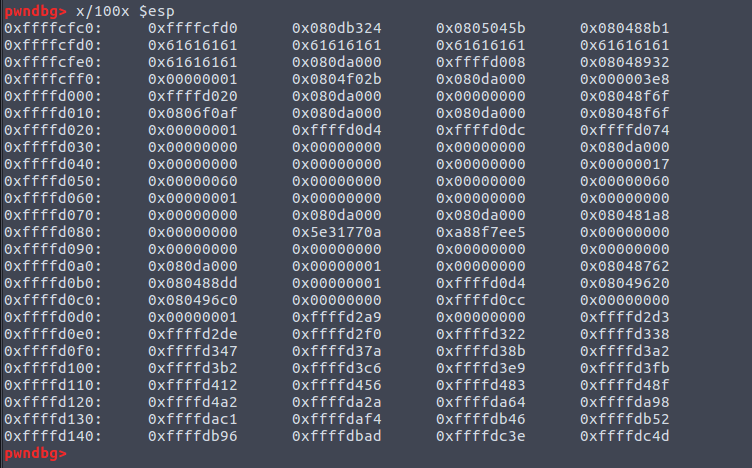 pwndbg> x/100x $esp
0xffffcfc0: 0xffffcfd0 0x080db324 0x0805045b 0x080488b1
0xffffcfd0: 0x61616161 0x61616161 0x61616161 0x61616161
0xffffcfe0: 0x61616161 0x080da000 0xffffd008 0x08048932
0xffffcff0: 0x00000001 0x0804f02b 0x080da000 0x000003e8
0xffffd000: 0xffffd020 0x080da000 0x00000000 0x08048f6f
0xffffd010: 0x0806f0af 0x080da000 0x080da000 0x08048f6f
0xffffd020: 0x00000001 0xffffd0d4 0xffffd0dc 0xffffd074
0xffffd030: 0x00000000 0x00000000 0x00000000 0x080da000
0xffffd040: 0x00000000 0x00000000 0x00000000 0x00000017
0xffffd050: 0x00000060 0x00000000 0x00000000 0x00000060
0xffffd060: 0x00000001 0x00000000 0x00000000 0x00000000
0xffffd070: 0x00000000 0x080da000 0x080da000 0x080481a8
0xffffd080: 0x00000000 0x5e31770a 0xa88f7ee5 0x00000000
0xffffd090: 0x00000000 0x00000000 0x00000000 0x00000000
0xffffd0a0: 0x080da000 0x00000001 0x00000000 0x08048762
0xffffd0b0: 0x080488dd 0x00000001 0xffffd0d4 0x08049620
0xffffd0c0: 0x080496c0 0x00000000 0xffffd0cc 0x00000000
0xffffd0d0: 0x00000001 0xffffd2a9 0x00000000 0xffffd2d3
0xffffd0e0: 0xffffd2de 0xffffd2f0 0xffffd322 0xffffd338
0xffffd0f0: 0xffffd347 0xffffd37a 0xffffd38b 0xffffd3a2
0xffffd100: 0xffffd3b2 0xffffd3c6 0xffffd3e9 0xffffd3fb
0xffffd110: 0xffffd412 0xffffd456 0xffffd483 0xffffd48f
0xffffd120: 0xffffd4a2 0xffffda2a 0xffffda64 0xffffda98
0xffffd130: 0xffffdac1 0xffffdaf4 0xffffdb46 0xffffdb52
0xffffd140: 0xffffdb96 0xffffdbad 0xffffdc3e 0xffffdc4d
pwndbg>